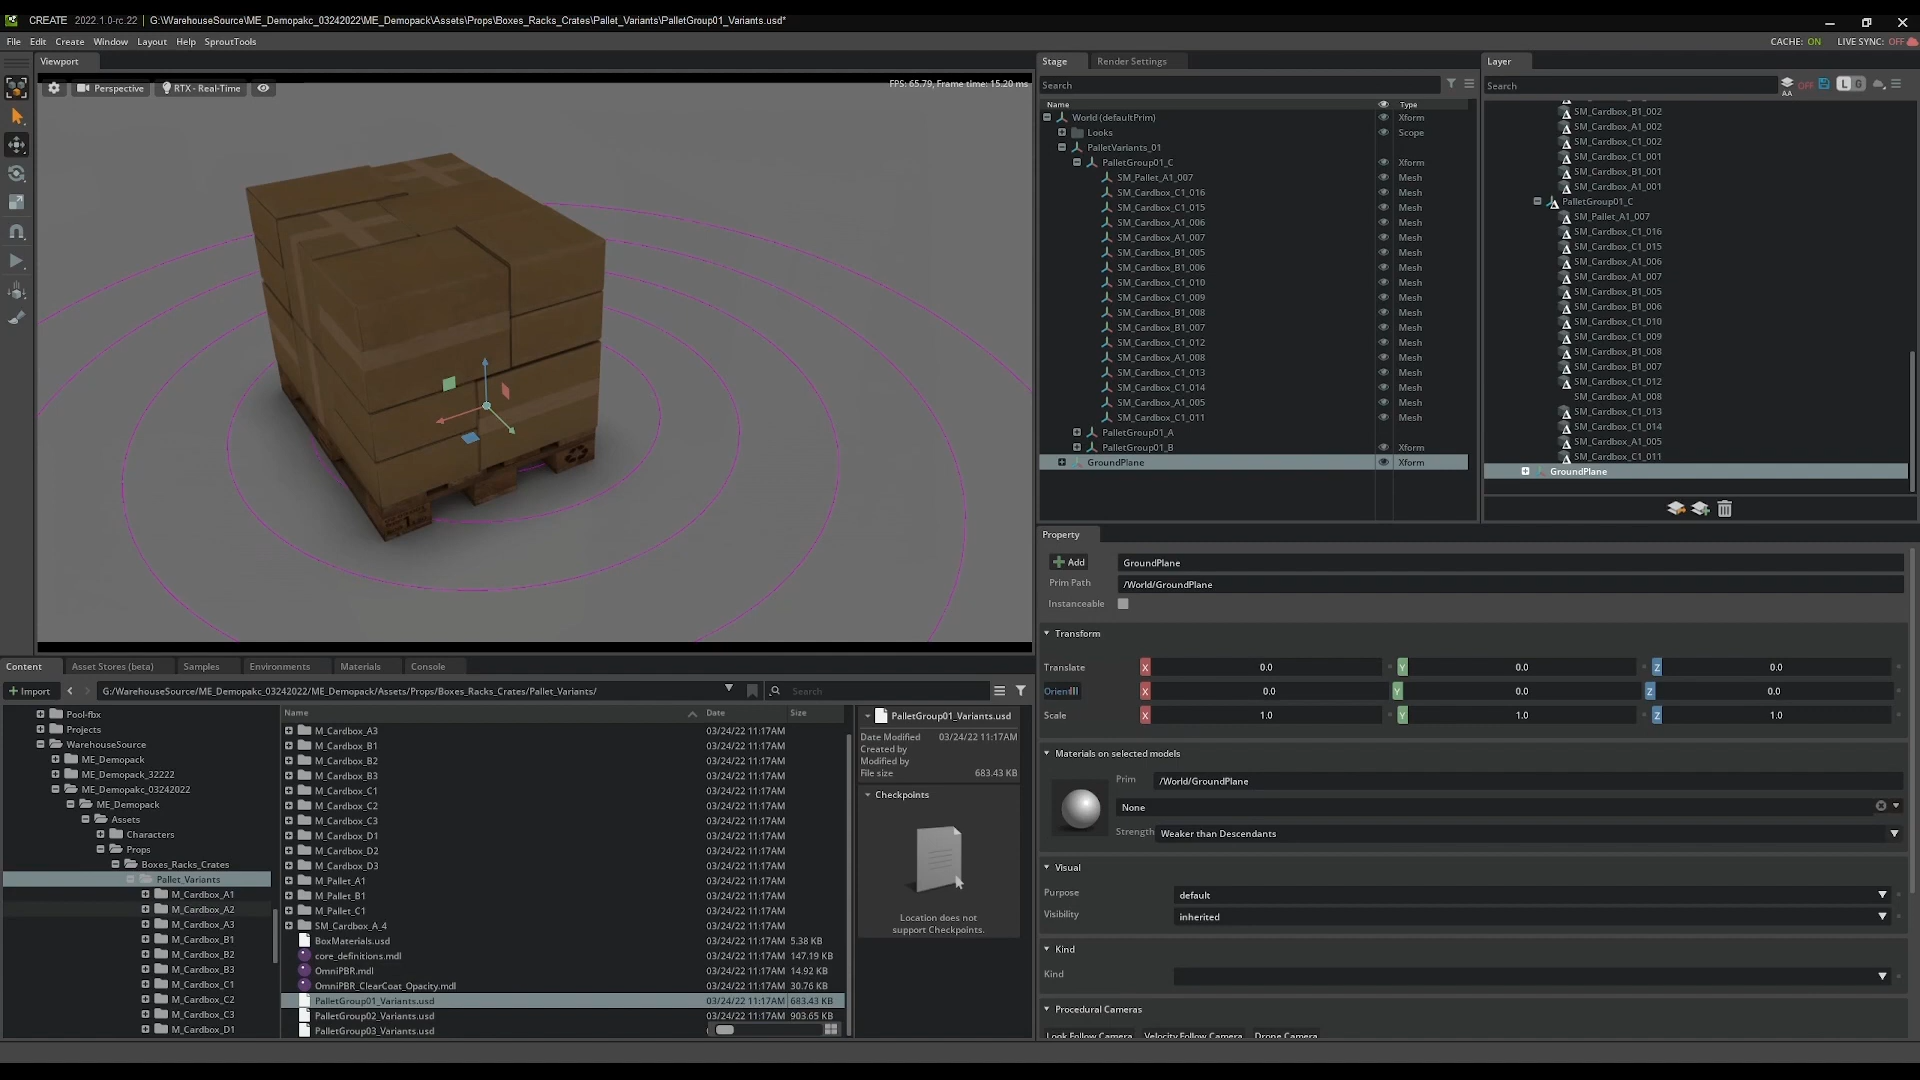 CREATE 2022.1.0-rc.22 | G:\WarehouseSource\ME_Demopakc_03242022\ME_Demopack\Assets\Props\Boxes_Racks_Crates\Pallet_Variants\PalletGroup01_Variants.usd*
File Edit Create Window Layout Help SproutTools
CACHE: ON LIVE SYNC: OFF
Viewport
Perspective RTX - Real-Time
FPS: 65.79, Frame time: 15.20 ms
Stage Render Settings
Search
Name Type
World (defaultPrim) Xform
Looks Scope
PalletVariants_01
PalletGroup01_C Xform
SM_Pallet_A1_007 Mesh
SM_Cardbox_C1_016 Mesh
SM_Cardbox_C1_015 Mesh
SM_Cardbox_A1_006 Mesh
SM_Cardbox_A1_007 Mesh
SM_Cardbox_B1_005 Mesh
SM_Cardbox_B1_006 Mesh
SM_Cardbox_C1_010 Mesh
SM_Cardbox_C1_009 Mesh
SM_Cardbox_B1_008 Mesh
SM_Cardbox_B1_007 Mesh
SM_Cardbox_C1_012 Mesh
SM_Cardbox_A1_008 Mesh
SM_Cardbox_C1_013 Mesh
SM_Cardbox_C1_014 Mesh
SM_Cardbox_A1_005 Mesh
SM_Cardbox_C1_011 Mesh
PalletGroup01_A
PalletGroup01_B Xform
GroundPlane Xform
Layer
Search
AA OFF L G
SM_Cardbox_B1_002
SM_Cardbox_A1_002
SM_Cardbox_C1_002
SM_Cardbox_C1_001
SM_Cardbox_B1_001
SM_Cardbox_A1_001
PalletGroup01_C
SM_Pallet_A1_007
SM_Cardbox_C1_016
SM_Cardbox_C1_015
SM_Cardbox_A1_006
SM_Cardbox_A1_007
SM_Cardbox_B1_005
SM_Cardbox_B1_006
SM_Cardbox_C1_010
SM_Cardbox_C1_009
SM_Cardbox_B1_008
SM_Cardbox_B1_007
SM_Cardbox_C1_012
SM_Cardbox_A1_008
SM_Cardbox_C1_013
SM_Cardbox_C1_014
SM_Cardbox_A1_005
SM_Cardbox_C1_011
GroundPlane
Property
Add GroundPlane
Prim Path /World/GroundPlane
Instanceable
Transform
Translate X 0.0 Y 0.0 Z 0.0
Orient X 0.0 Y 0.0 Z 0.0
Scale X 1.0 Y 1.0 Z 1.0
Materials on selected models
Prim /World/GroundPlane
None
Strength Weaker than Descendants
Visual
Purpose default
Visibility inherited
Kind
Kind
Procedural Cameras
Look Follow Camera Velocity Follow Camera Drone Camera
Content Asset Stores (beta) Samples Environments Materials Console
Import G:/WarehouseSource/ME_Demopakc_03242022/ME_Demopack/Assets/Props/Boxes_Racks_Crates/Pallet_Variants/ Search
Pool-fbx
Projects
WarehouseSource
ME_Demopack
ME_Demopack_32222
ME_Demopakc_03242022
ME_Demopack
Assets
Characters
Props
Boxes_Racks_Crates
Pallet_Variants
M_Cardbox_A1
M_Cardbox_A2
M_Cardbox_A3
M_Cardbox_B1
M_Cardbox_B2
M_Cardbox_B3
M_Cardbox_C1
M_Cardbox_C2
M_Cardbox_C3
M_Cardbox_D1
Name Date Size
M_Cardbox_A3 03/24/22 11:17AM
M_Cardbox_B1 03/24/22 11:17AM
M_Cardbox_B2 03/24/22 11:17AM
M_Cardbox_B3 03/24/22 11:17AM
M_Cardbox_C1 03/24/22 11:17AM
M_Cardbox_C2 03/24/22 11:17AM
M_Cardbox_C3 03/24/22 11:17AM
M_Cardbox_D1 03/24/22 11:17AM
M_Cardbox_D2 03/24/22 11:17AM
M_Cardbox_D3 03/24/22 11:17AM
M_Pallet_A1 03/24/22 11:17AM
M_Pallet_B1 03/24/22 11:17AM
M_Pallet_C1 03/24/22 11:17AM
SM_Cardbox_A_4 03/24/22 11:17AM
BoxMaterials.usd 03/24/22 11:17AM 5.38 KB
core_definitions.mdl 03/24/22 11:17AM 147.19 KB
OmniPBR.mdl 03/24/22 11:17AM 14.92 KB
OmniPBR_ClearCoat_Opacity.mdl 03/24/22 11:17AM 30.76 KB
PalletGroup01_Variants.usd 03/24/22 11:17AM 683.43 KB
PalletGroup02_Variants.usd 03/24/22 11:17AM 903.65 KB
PalletGroup03_Variants.usd
PalletGroup01_Variants.usd
Date Modified 03/24/22 11:17AM
Created by
Modified by
File size 683.43 KB
Checkpoints
Location does not
support Checkpoints.